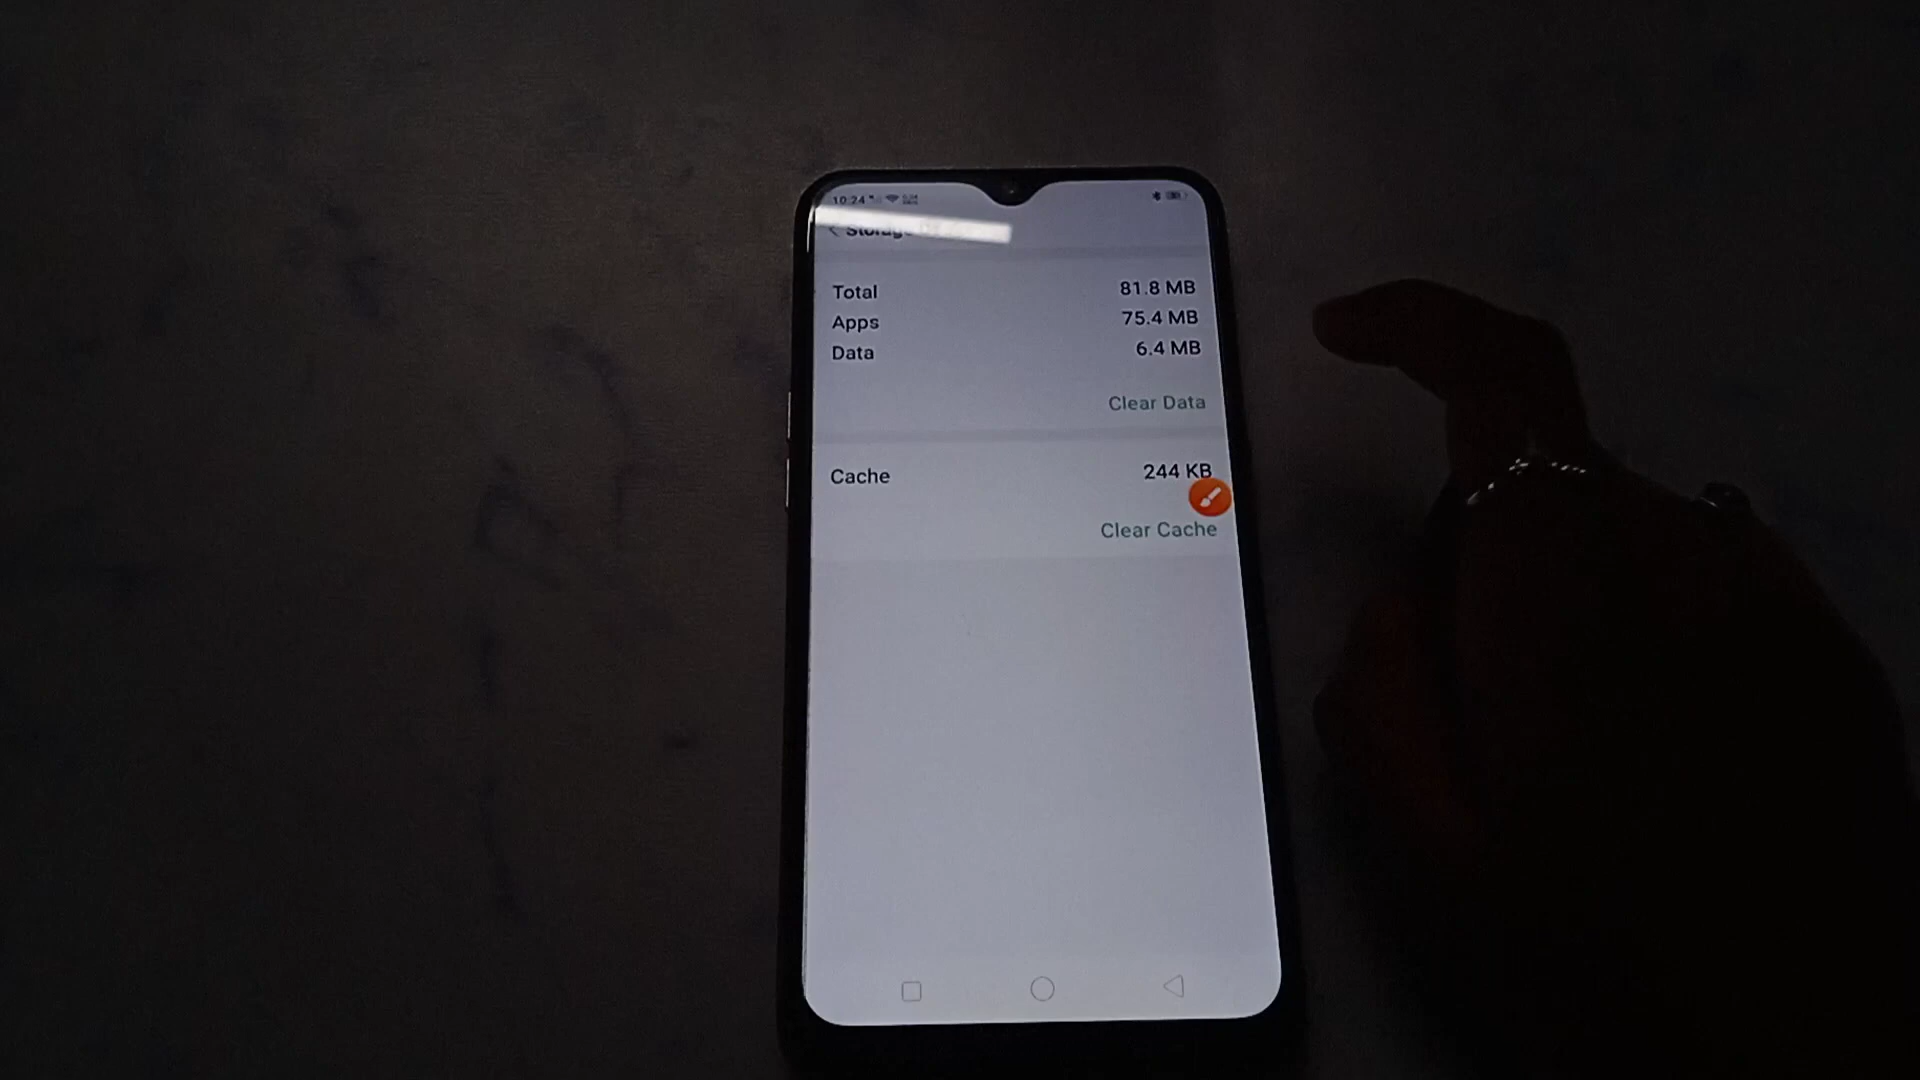 10:24
Storage
Total 81.8 MB
Apps 75.4 MB
Data 6.4 MB
Clear Data
Cache 244 KB
Clear Cache